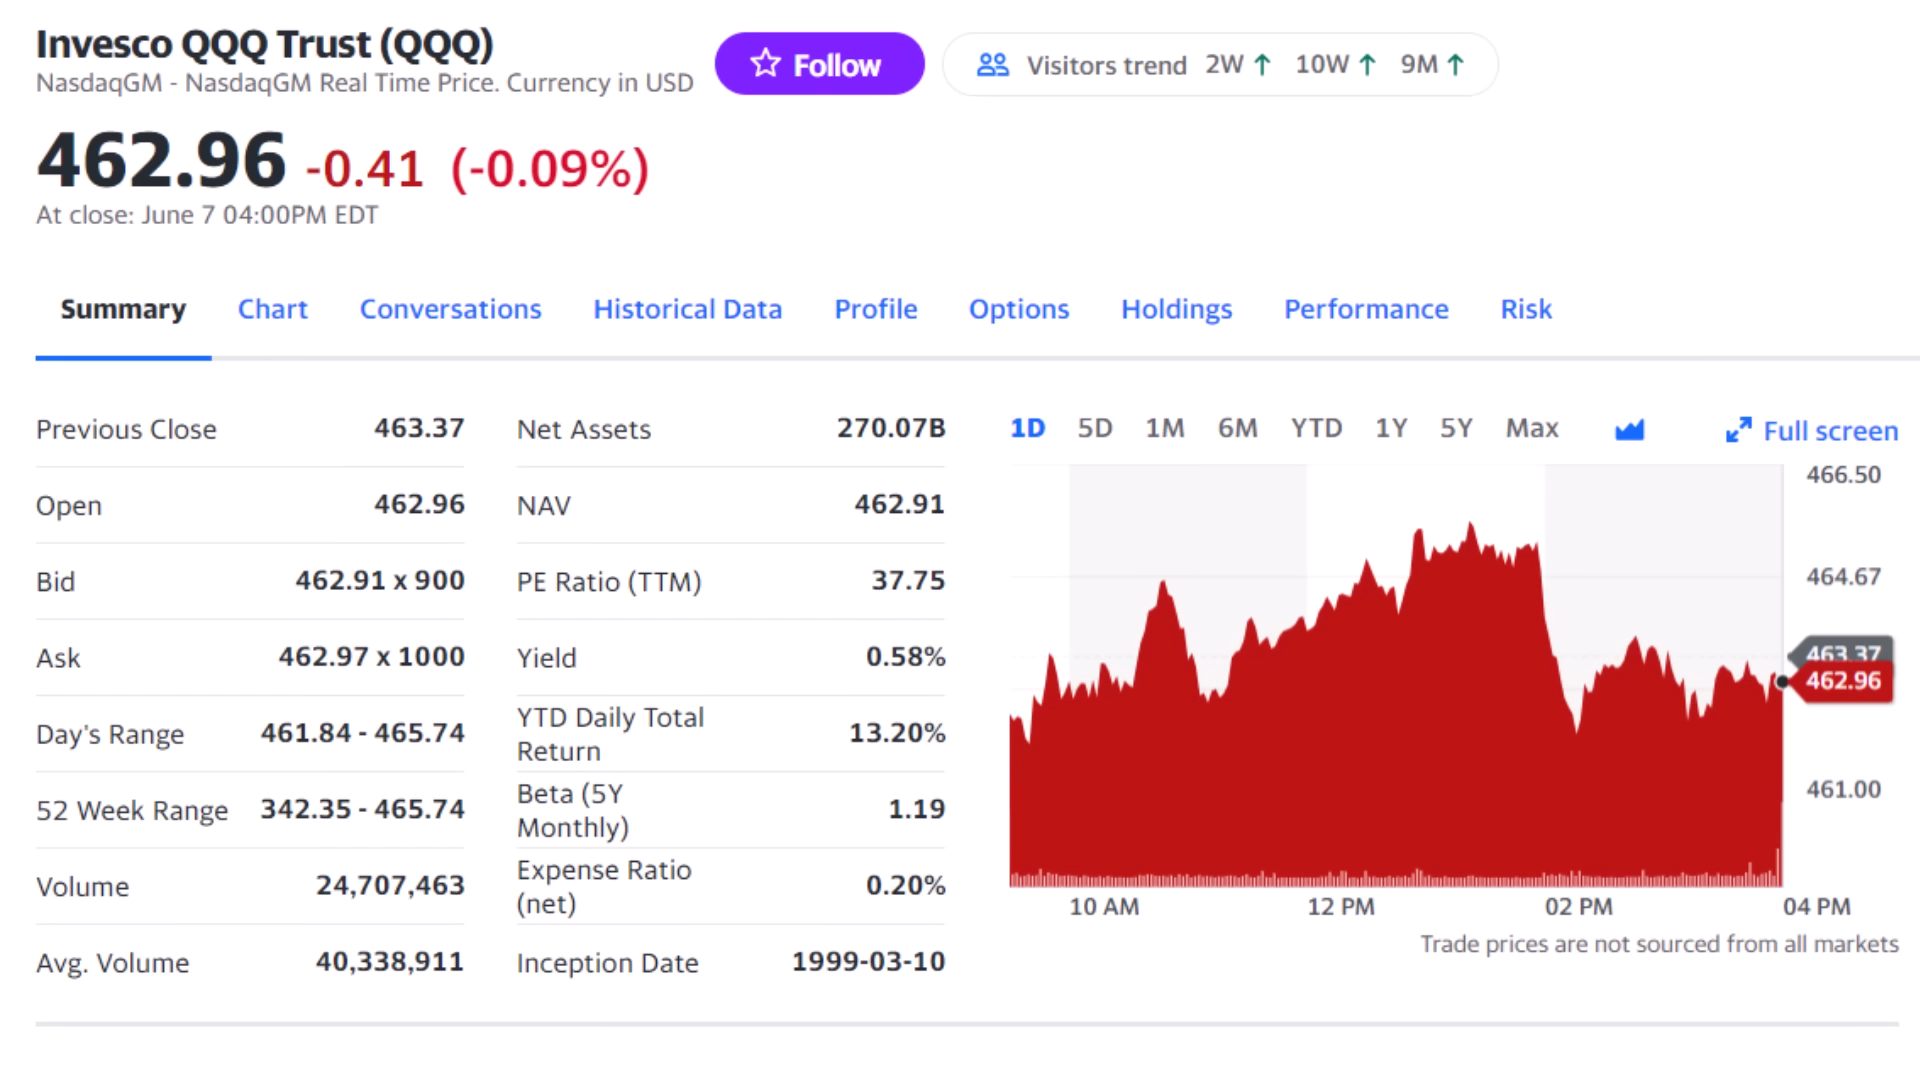 Invesco QQQ Trust (QQQ)
NasdaqGM - NasdaqGM Real Time Price. Currency in USD
Follow
Visitors trend 2W ↑ 10W ↑ 9M ↑
462.96 -0.41 (-0.09%)
At close: June 7 04:00PM EDT
Summary Chart Conversations Historical Data Profile Options Holdings Performance Risk
Previous Close 463.37
Open 462.96
Bid 462.91 x 900
Ask 462.97 x 1000
Day's Range 461.84 - 465.74
52 Week Range 342.35 - 465.74
Volume 24,707,463
Avg. Volume 40,338,911
Net Assets 270.07B
NAV 462.91
PE Ratio (TTM) 37.75
Yield 0.58%
YTD Daily Total
Return 13.20%
Beta (5Y
Monthly) 1.19
Expense Ratio
(net) 0.20%
Inception Date 1999-03-10
1D 5D 1M 6M YTD 1Y 5Y Max Full screen
466.50
464.67
463.37
462.96
461.00
10 AM 12 PM 02 PM 04 PM
Trade prices are not sourced from all markets